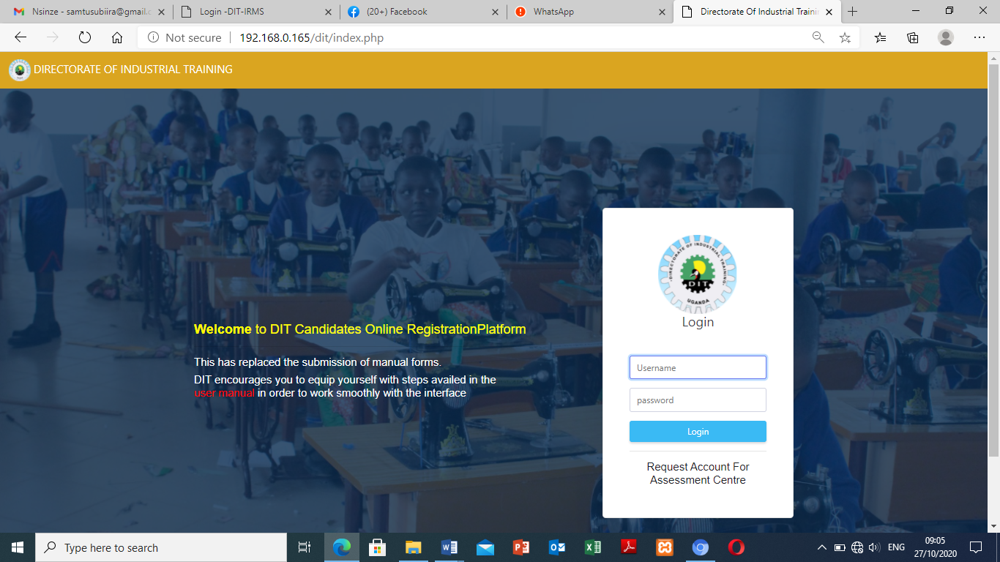 Nsinze - samtusubiira@gmail.c
Login -DIT-IRMS
(20+) Facebook
WhatsApp
Directorate Of Industrial Trainin
Not secure
192.168.0.165/dit/index.php
DIRECTORATE OF INDUSTRIAL TRAINING
DIRECTORATE OF INDUSTRIAL TRAINING
DIT
UGANDA
Login
Welcome to DIT Candidates Online RegistrationPlatform
This has replaced the submission of manual forms.
DIT encourages you to equip yourself with steps availed in the
user manual in order to work smoothly with the interface
Username
password
Login
Request Account For
Assessment Centre
Type here to search
ENG
09:05
27/10/2020